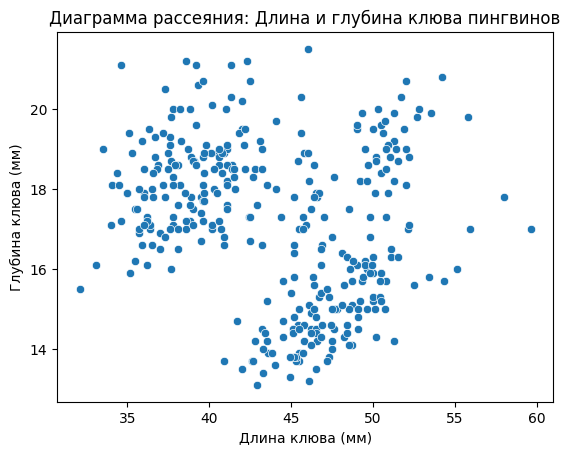 Диаграмма рассеяния: Длина и глубина клюва пингвинов
Глубина клюва (мм)
20
18
16
14
35 40 45 50 55 60
Длина клюва (мм)